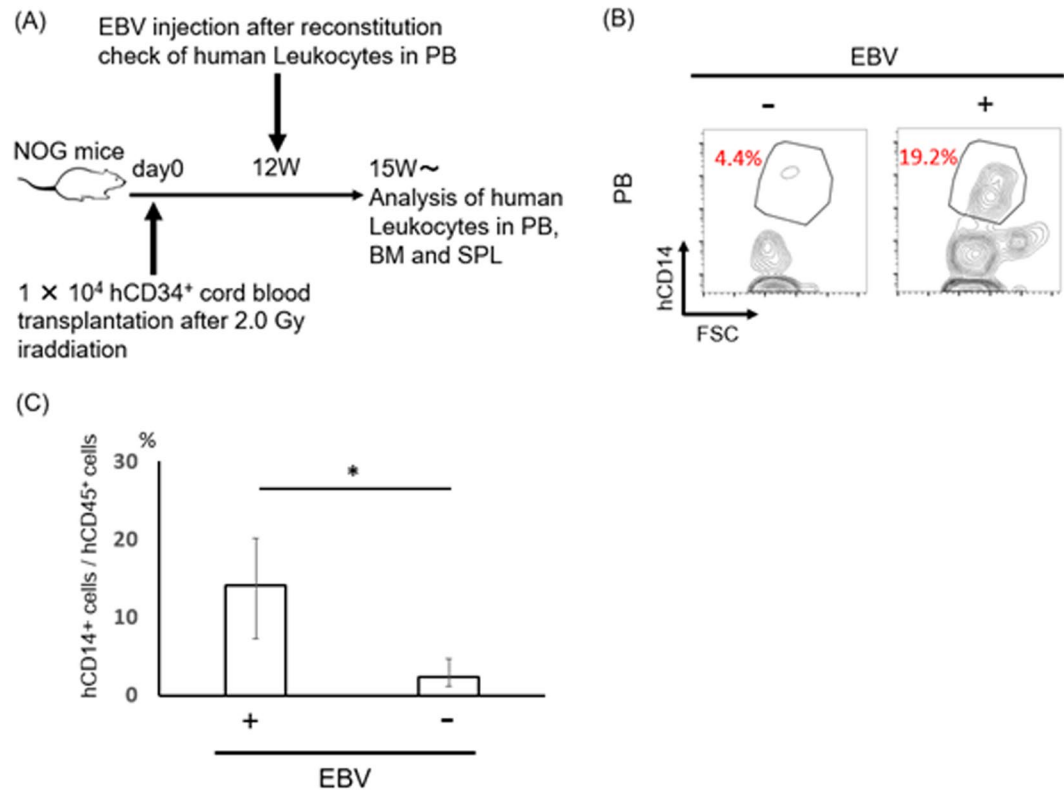 (A)
EBV injection after reconstitution
check of human Leukocytes in PB
NOG mice
day0
12W
15W~
Analysis of human
Leukocytes in PB,
BM and SPL
1 × 10⁴ hCD34⁺ cord blood
transplantation after 2.0 Gy
iraddiation
(B)
EBV
- +
4.4%
19.2%
PB
hCD14
FSC
(C)
%
hCD14+ cells / hCD45⁺ cells
30
20
10
0
*
+ -
EBV